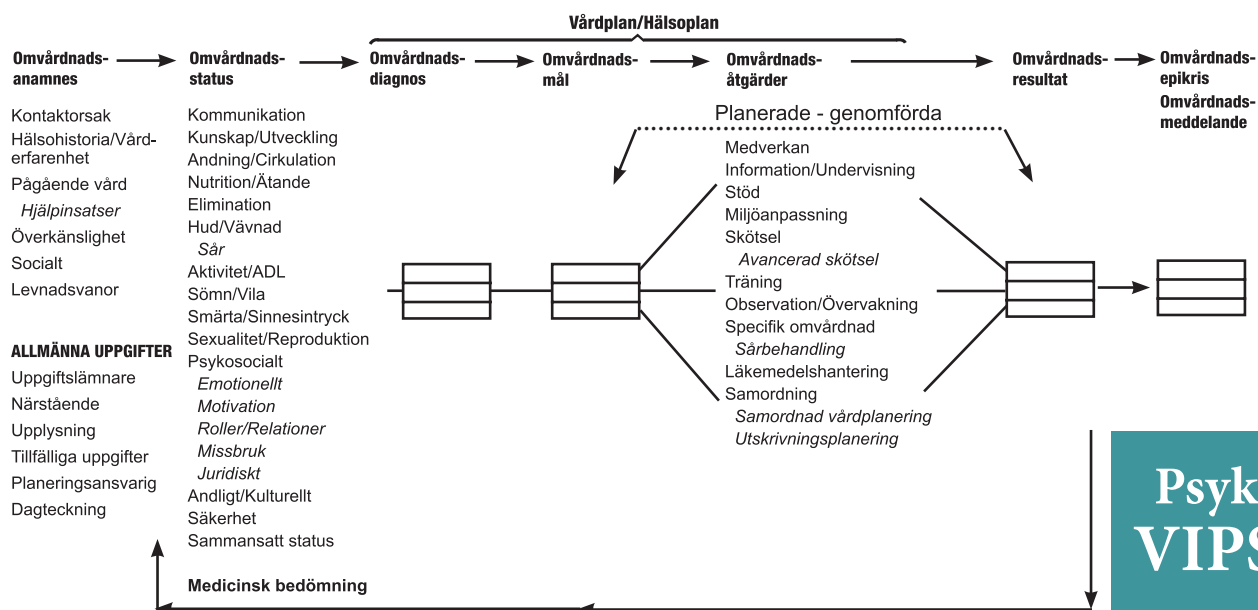 Vårdplan/Hälsoplan
Omvårdnads-
anamnes
Kontaktorsak
Hälsohistoria/Vård-
erfarenhet
Pågående vård
Hjälpinsatser
Överkänslighet
Socialt
Levnadsvanor
ALLMÄNNA UPPGIFTER
Uppgiftslämnare
Närstående
Upplysning
Tillfälliga uppgifter
Planeringsansvarig
Dagteckning
Omvårdnads-
status
Kommunikation
Kunskap/Utveckling
Andning/Cirkulation
Nutrition/Ätande
Elimination
Hud/Vävnad
Sår
Aktivitet/ADL
Sömn/Vila
Smärta/Sinnesintryck
Sexualitet/Reproduktion
Psykosocialt
Emotionellt
Motivation
Roller/Relationer
Missbruk
Juridiskt
Andligt/Kulturellt
Säkerhet
Sammansatt status
Medicinsk bedömning
Omvårdnads-
diagnos
Omvårdnads-
mål
Omvårdnads-
åtgärder
Planerade - genomförda
Medverkan
Information/Undervisning
Stöd
Miljöanpassning
Skötsel
Avancerad skötsel
Träning
Observation/Övervakning
Specifik omvårdnad
Sårbehandling
Läkemedelshantering
Samordning
Samordnad vårdplanering
Utskrivningsplanering
Omvårdnads-
resultat
Omvårdnads-
epikris
Omvårdnads-
meddelande
Psyk
VIPS